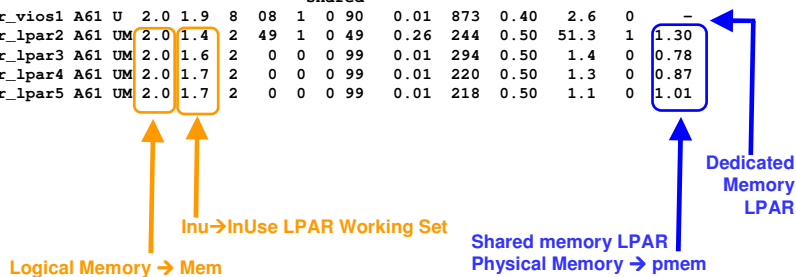 shared
r_vios1 A61 U 2.0 1.9 8 08 1 0 90 0.01 873 0.40 2.6 0 –
r_lpar2 A61 UM 2.0 1.4 2 49 1 0 49 0.26 244 0.50 51.3 1 1.30
r_lpar3 A61 UM 2.0 1.6 2 0 0 0 99 0.01 294 0.50 1.4 0 0.78
r_lpar4 A61 UM 2.0 1.7 2 0 0 0 99 0.01 220 0.50 1.3 0 0.87
r_lpar5 A61 UM 2.0 1.7 2 0 0 0 99 0.01 218 0.50 1.1 0 1.01
Dedicated
Memory
LPAR
Inu→InUse LPAR Working Set
Shared memory LPAR
Physical Memory → pmem
Logical Memory → Mem